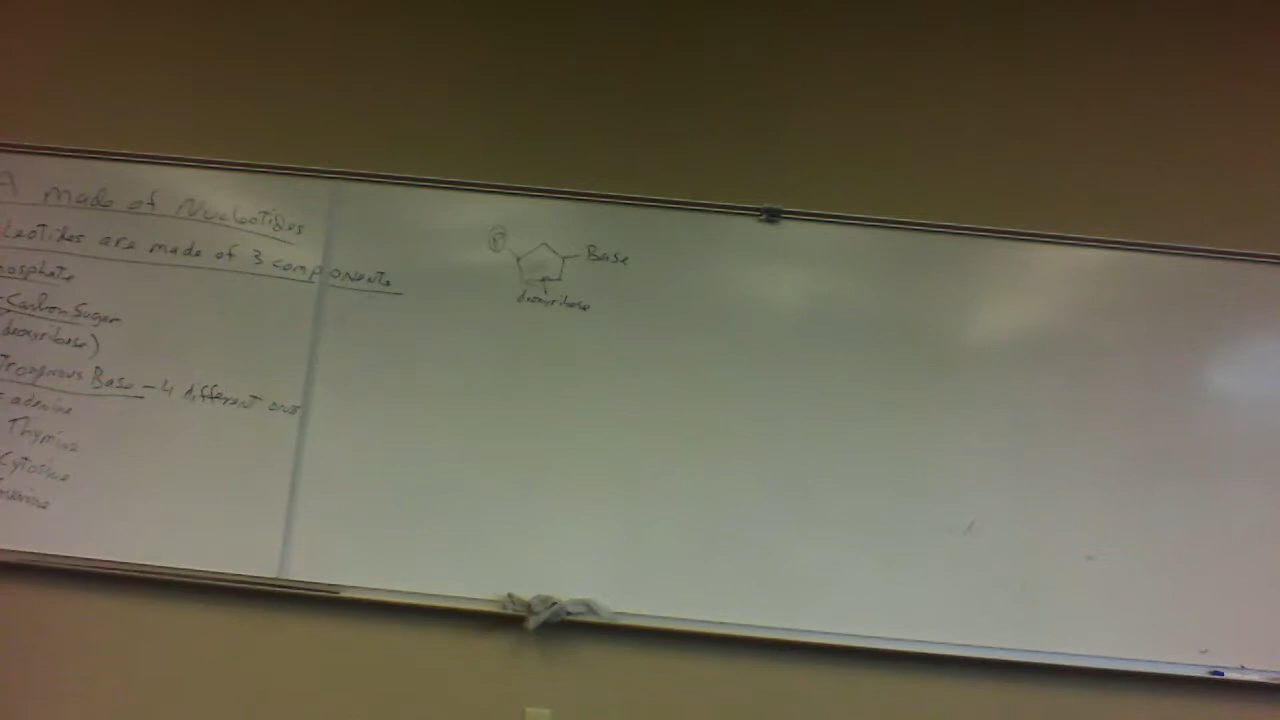 A made of Nucleotides
leotides are made of 3 components
hosphate
-Carbon Sugar
deoxyribose)
Trogenous Base - 4 different ones
adenine
Thymine
Cytosine
uanine
P
Base
deoxyribose